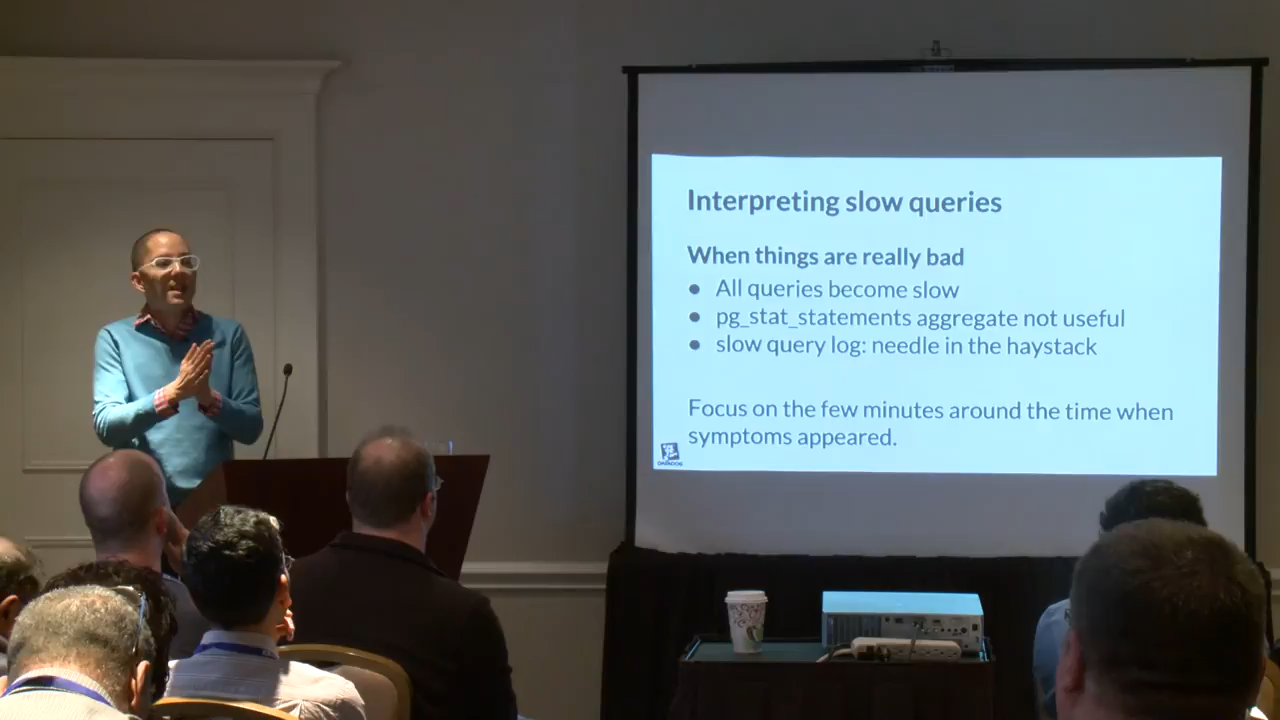 Interpreting slow queries
When things are really bad
● All queries become slow
● pg_stat_statements aggregate not useful
● slow query log: needle in the haystack
Focus on the few minutes around the time when
symptoms appeared.
DATADOG